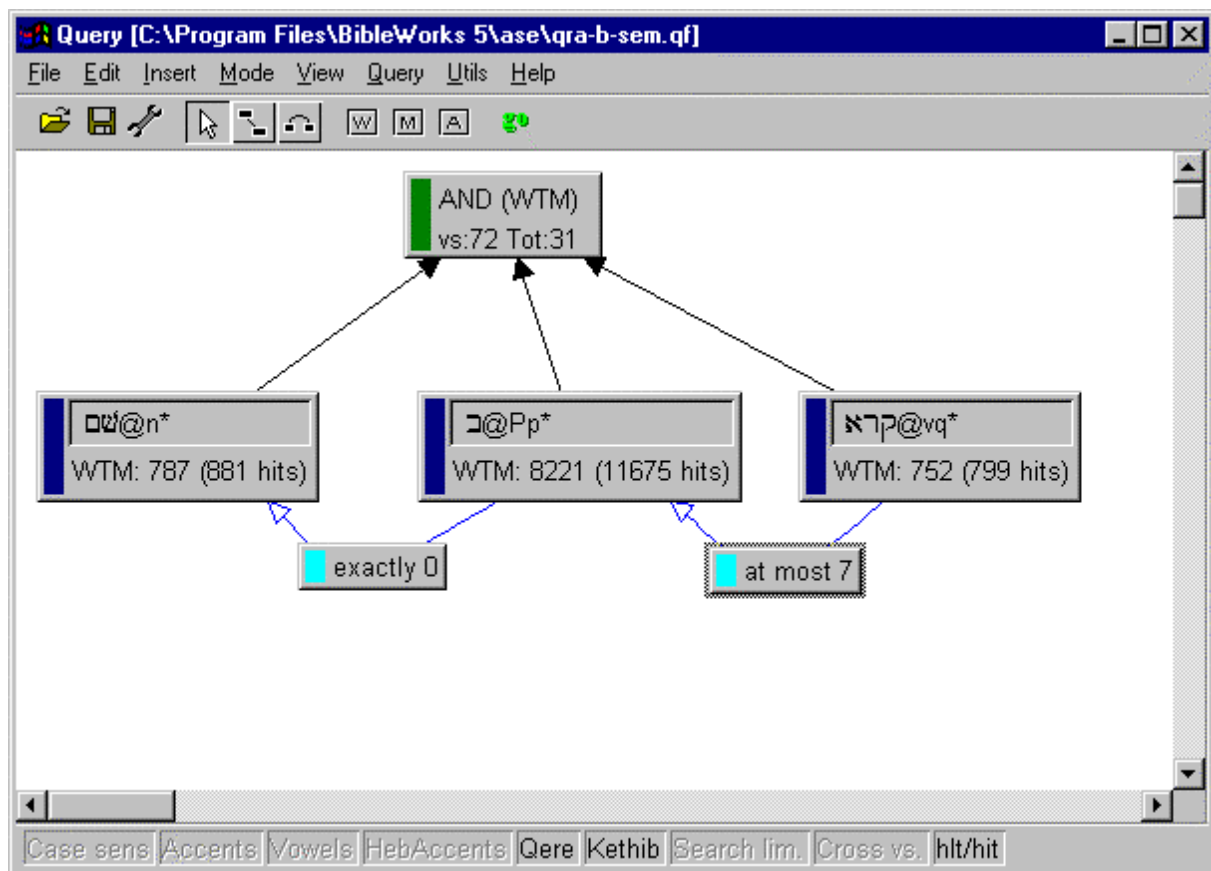 Query [C:\Program Files\BibleWorks 5\ase\qra-b-sem.qf]
File Edit Insert Mode View Query Utils Help
W M A go
AND (WTM)
vs:72 Tot:31
שׁם@n*
WTM: 787 (881 hits)
ב@Pp*
WTM: 8221 (11675 hits)
קרא@vq*
WTM: 752 (799 hits)
exactly 0
at most 7
Case sens Accents Vowels HebAccents Qere Kethib Search lim. Cross vs. hlt/hit